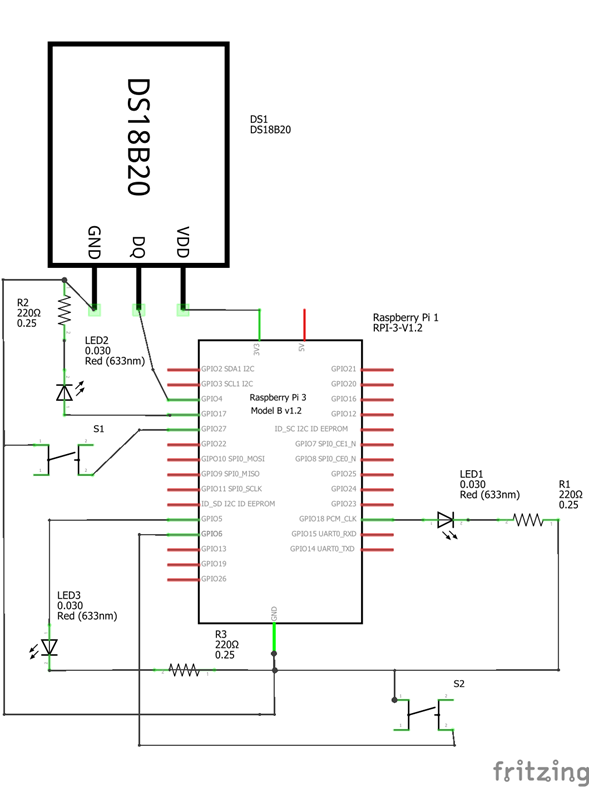 DS18B20
GND
DQ
VDD
DS1
DS18B20
R2
220Ω
0.25
LED2
0.030
Red (633nm)
S1
Raspberry Pi 1
RPI-3-V1.2
3V3
5V
Raspberry Pi 3
Model B v1.2
GPIO2 SDA1 I2C
GPIO3 SCL1 I2C
GPIO4
GPIO17
GPIO27
GPIO22
GIPO10 SPI0_MOSI
GPIO9 SPI0_MISO
GPIO11 SPI0_SCLK
ID_SD I2C ID EEPROM
GPIO5
GPIO6
GPIO13
GPIO19
GPIO26
GPIO21
GPIO20
GPIO16
GPIO12
ID_SC I2C ID EEPROM
GPIO7 SPI0_CE1_N
GPIO8 SPI0_CE0_N
GPIO25
GPIO24
GPIO23
GPIO18 PCM_CLK
GPIO15 UART0_RXD
GPIO14 UART0_TXD
GND
LED1
0.030
Red (633nm)
R1
220Ω
0.25
LED3
0.030
Red (633nm)
R3
220Ω
0.25
S2
fritzing